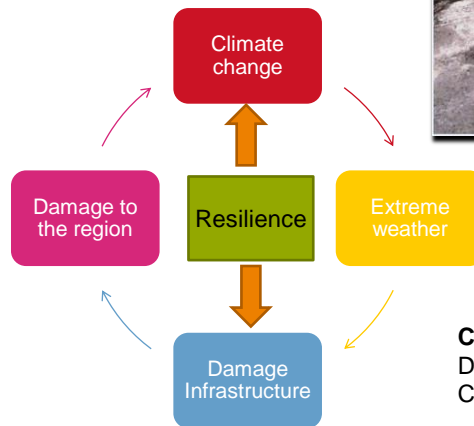 Climate
change
Damage to
the region
Resilience
Extreme
weather
Damage
Infrastructure
C
D
C